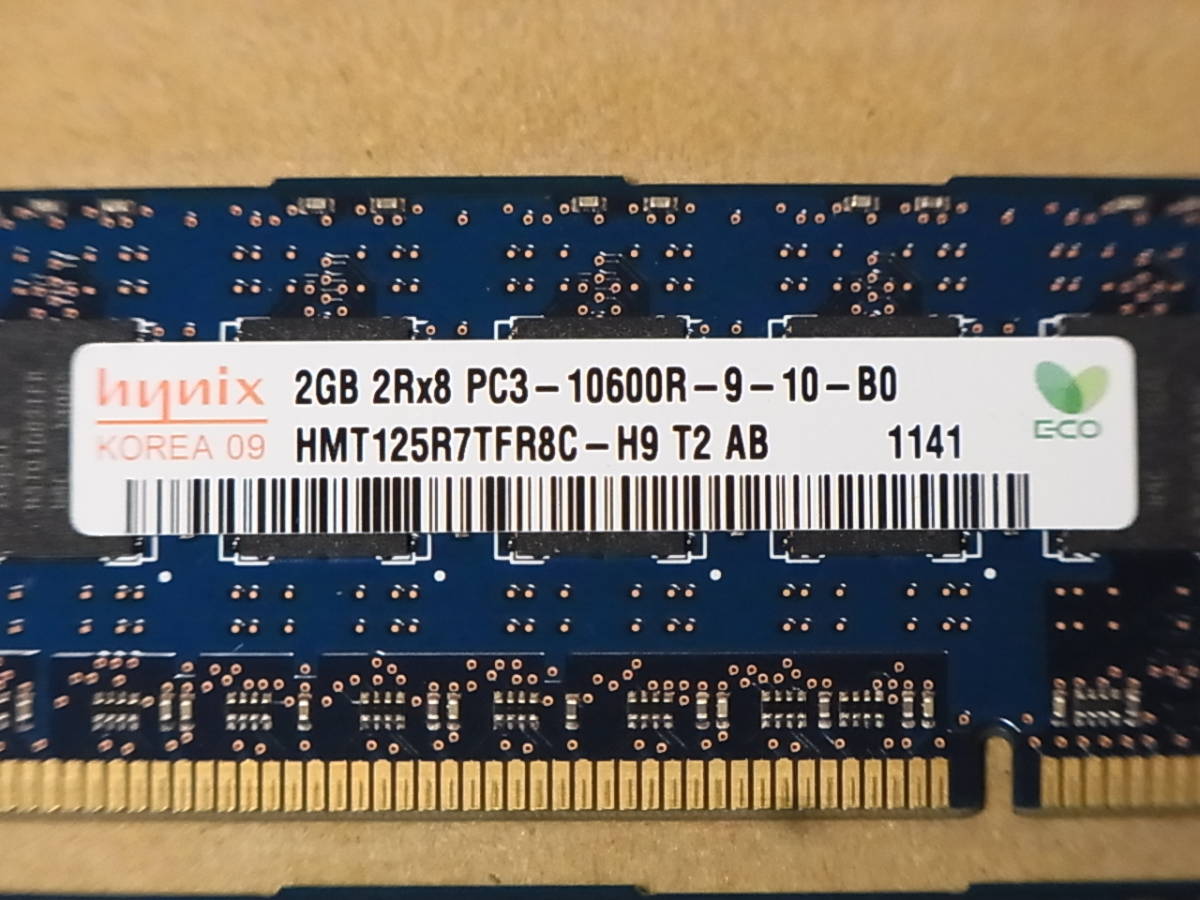 hynix 2GB 2Rx8 PC3-10600R-9-10-B0
KOREA 09 HMT125R7TFR8C-H9 T2 AB 1141
ECO